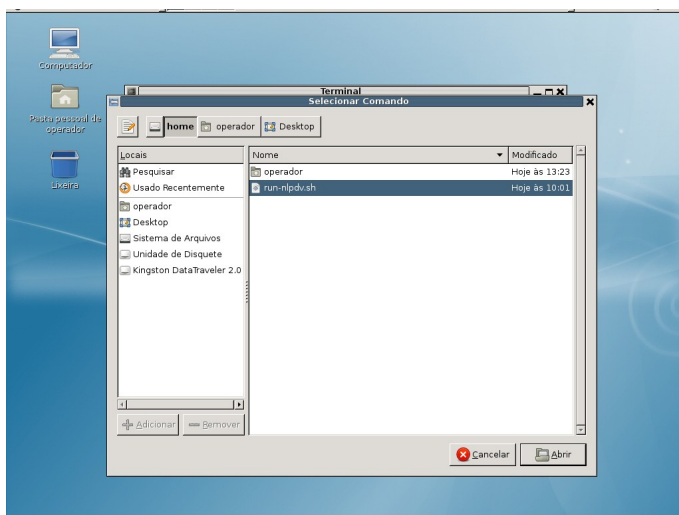 Computador
Pasta pessoal de
operador
Lixeira
Terminal
Selecionar Comando
home operador Desktop
Locais
Pesquisar
Usado Recentemente
operador
Desktop
Sistema de Arquivos
Unidade de Disquete
Kingston DataTraveler 2.0
Nome Modificado
operador Hoje às 13:23
run-nlpdv.sh Hoje às 10:01
Adicionar Remover
Cancelar Abrir